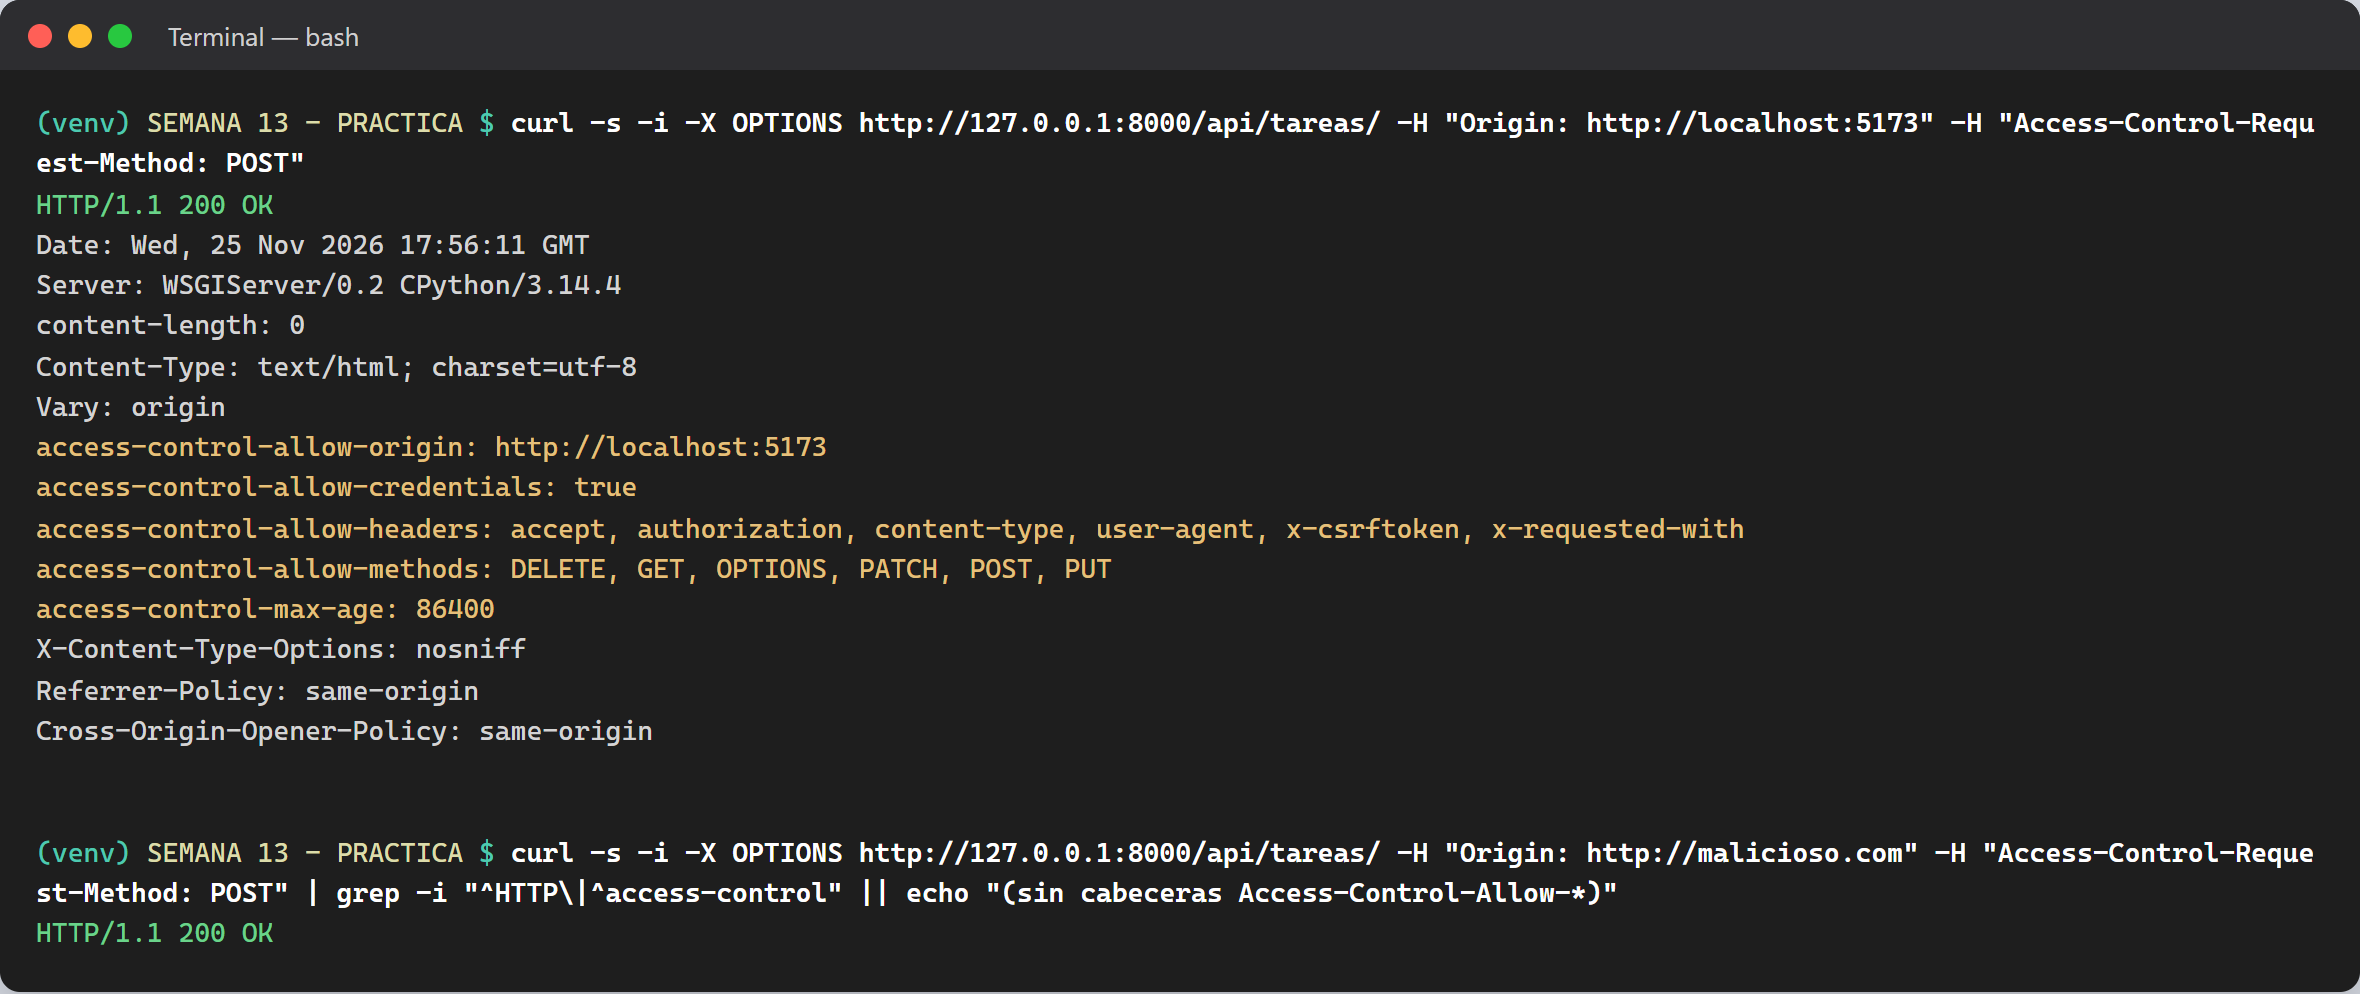 Terminal — bash
(venv) SEMANA 13 - PRACTICA $ curl -s -i -X OPTIONS http://127.0.0.1:8000/api/tareas/ -H "Origin: http://localhost:5173" -H "Access-Control-Requ
est-Method: POST"
HTTP/1.1 200 OK
Date: Wed, 25 Nov 2026 17:56:11 GMT
Server: WSGIServer/0.2 CPython/3.14.4
content-length: 0
Content-Type: text/html; charset=utf-8
Vary: origin
access-control-allow-origin: http://localhost:5173
access-control-allow-credentials: true
access-control-allow-headers: accept, authorization, content-type, user-agent, x-csrftoken, x-requested-with
access-control-allow-methods: DELETE, GET, OPTIONS, PATCH, POST, PUT
access-control-max-age: 86400
X-Content-Type-Options: nosniff
Referrer-Policy: same-origin
Cross-Origin-Opener-Policy: same-origin
(venv) SEMANA 13 - PRACTICA $ curl -s -i -X OPTIONS http://127.0.0.1:8000/api/tareas/ -H "Origin: http://malicioso.com" -H "Access-Control-Reque
st-Method: POST" | grep -i "^HTTP\|^access-control" || echo "(sin cabeceras Access-Control-Allow-*)"
HTTP/1.1 200 OK